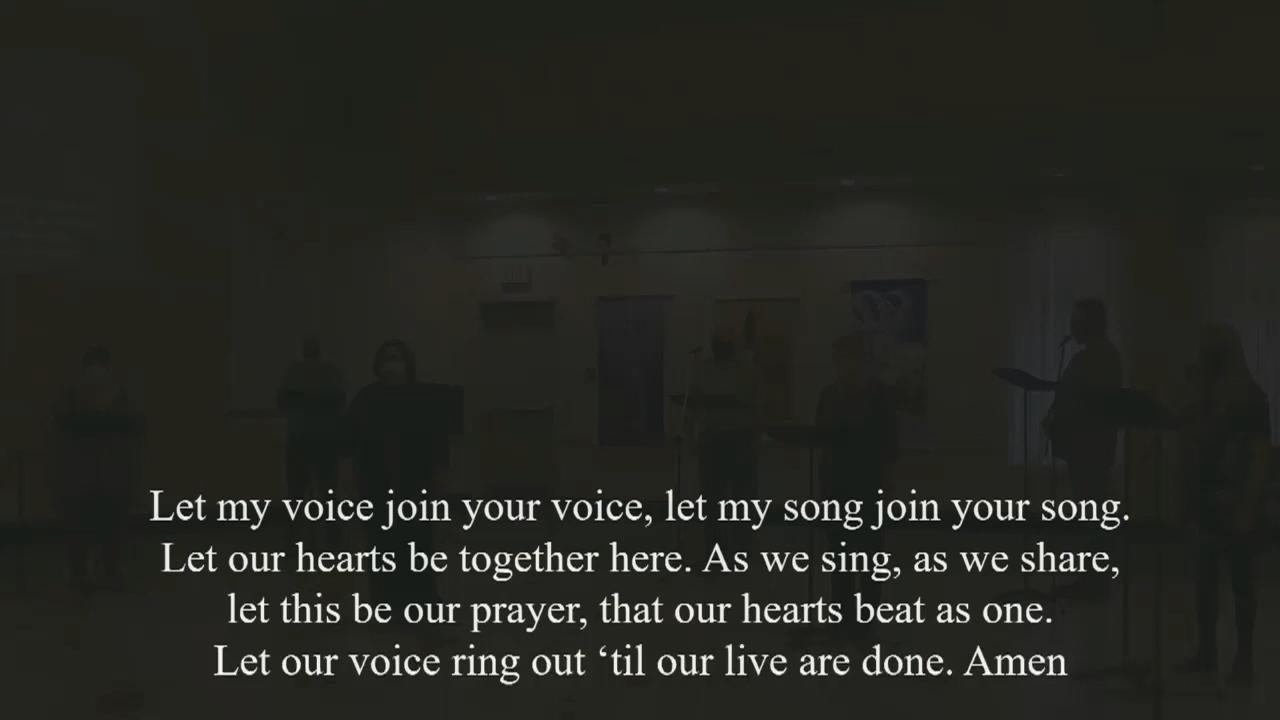 Let my voice join your voice, let my song join your song.
Let our hearts be together here. As we sing, as we share,
let this be our prayer, that our hearts beat as one.
Let our voice ring out ‘til our live are done. Amen